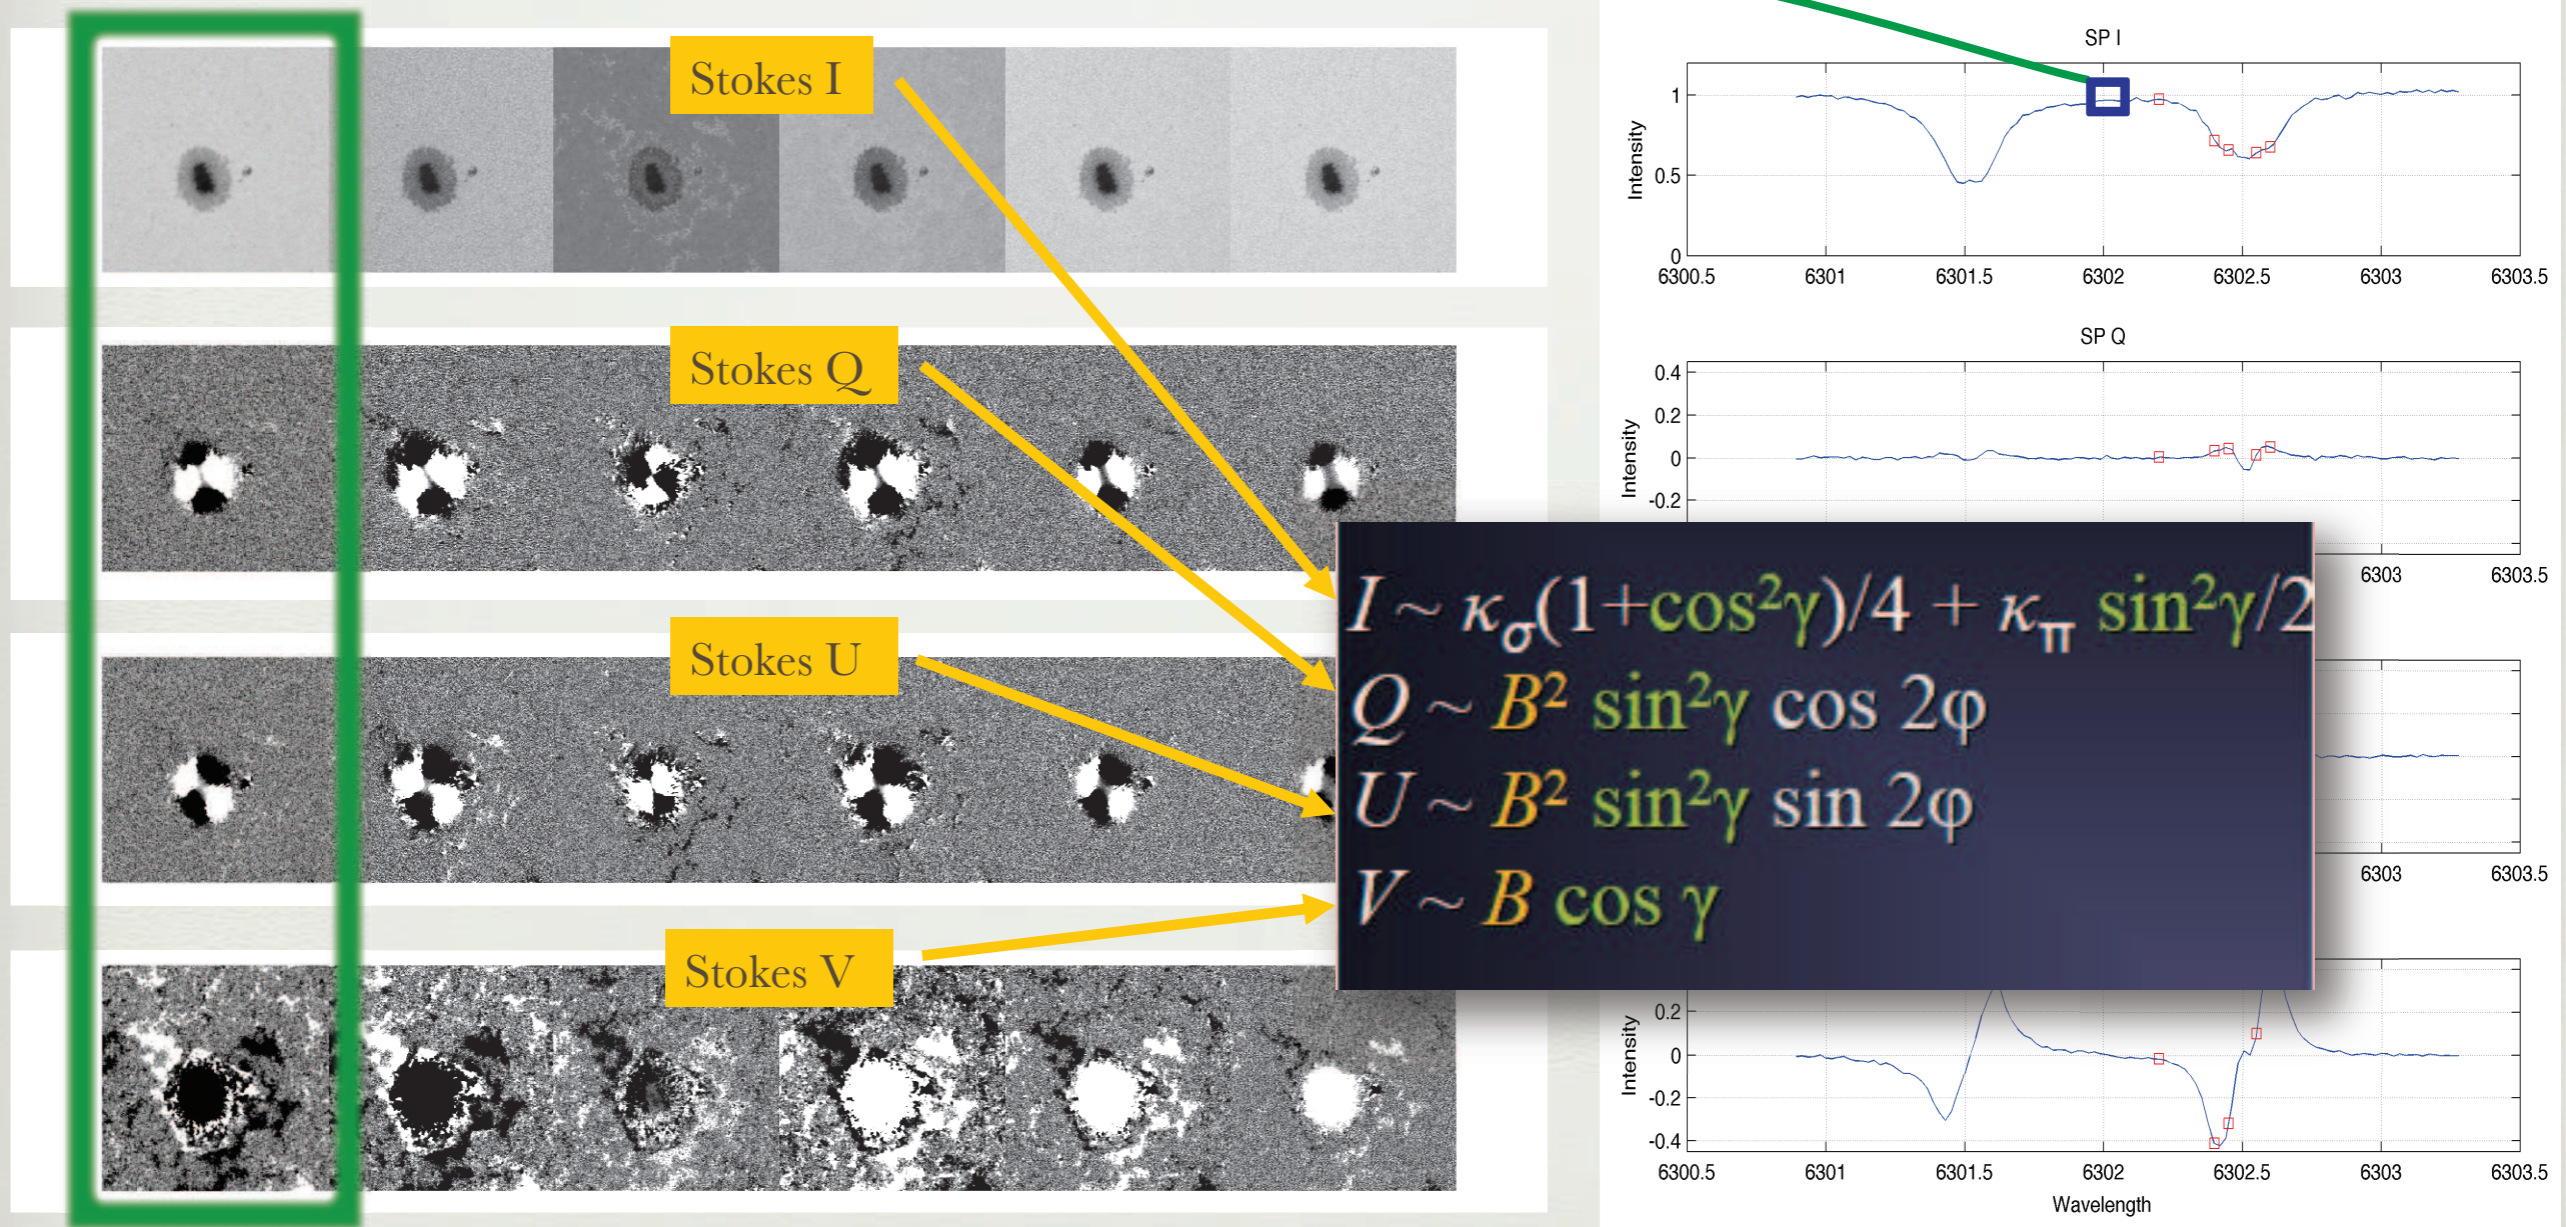 Stokes I
Stokes Q
Stokes U
Stokes V
SP I
Intensity
1
0.5
0
6300.5 6301 6301.5 6302 6302.5 6303 6303.5
SP Q
Intensity
0.4
0.2
0
-0.2
6303 6303.5
I ~ κσ(1+cos²γ)/4 + κπ sin²γ/2
Q ~ B² sin²γ cos 2φ
U ~ B² sin²γ sin 2φ
V ~ B cos γ
6303 6303.5
Intensity
0.2
0
-0.2
-0.4
6300.5 6301 6301.5 6302 6302.5 6303 6303.5
Wavelength